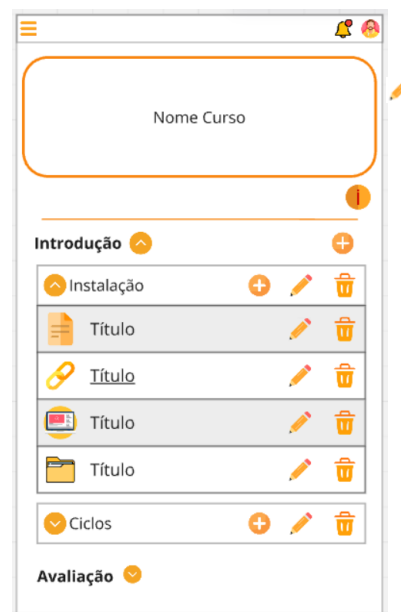 Nome Curso
i
Introdução
Instalação
Título
Título
Título
Título
Ciclos
Avaliação